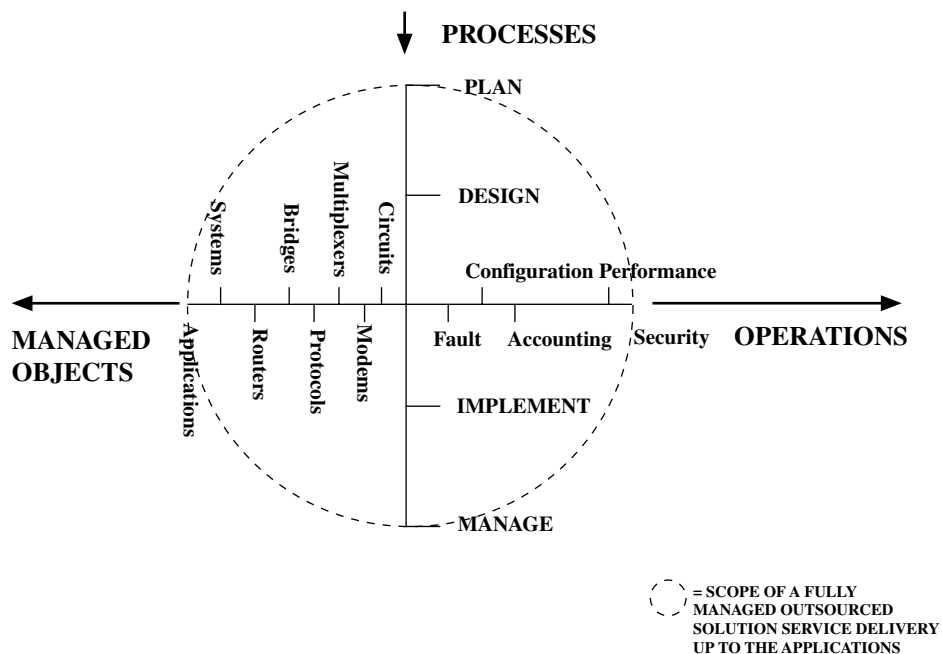 PROCESSES
PLAN
DESIGN
Systems
Bridges
Multiplexers
Circuits
Configuration Performance
MANAGED
OBJECTS
Applications
Routers
Protocols
Modems
Fault
Accounting
Security
OPERATIONS
IMPLEMENT
MANAGE
= SCOPE OF A FULLY
MANAGED OUTSOURCED
SOLUTION SERVICE DELIVERY
UP TO THE APPLICATIONS